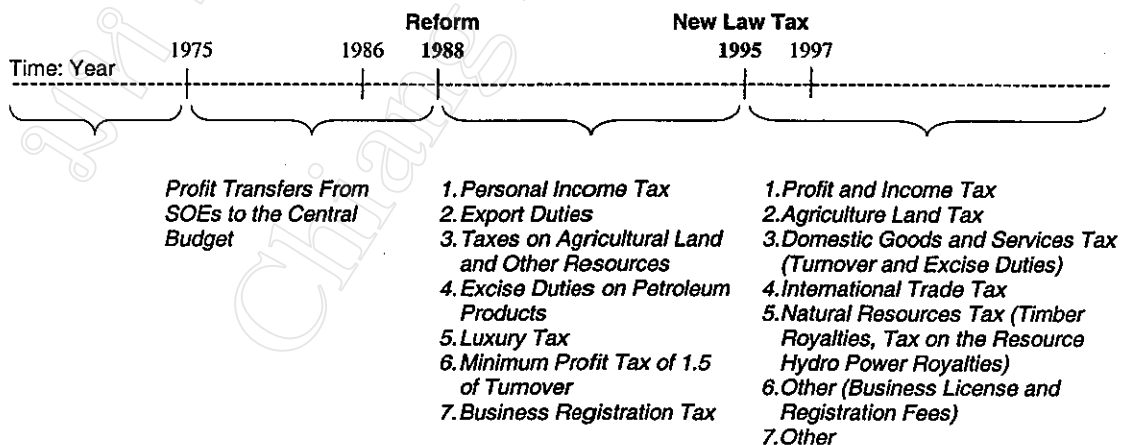 Reform New Law Tax
1975 1986 1988 1995 1997
Time: Year
Profit Transfers From
SOEs to the Central
Budget
1.Personal Income Tax
2.Export Duties
3.Taxes on Agricultural Land
and Other Resources
4.Excise Duties on Petroleum
Products
5.Luxury Tax
6.Minimum Profit Tax of 1.5
of Turnover
7.Business Registration Tax
1.Profit and Income Tax
2.Agriculture Land Tax
3.Domestic Goods and Services Tax
(Turnover and Excise Duties)
4.International Trade Tax
5.Natural Resources Tax (Timber
Royalties, Tax on the Resource
Hydro Power Royalties)
6.Other (Business License and
Registration Fees)
7.Other
Chiang